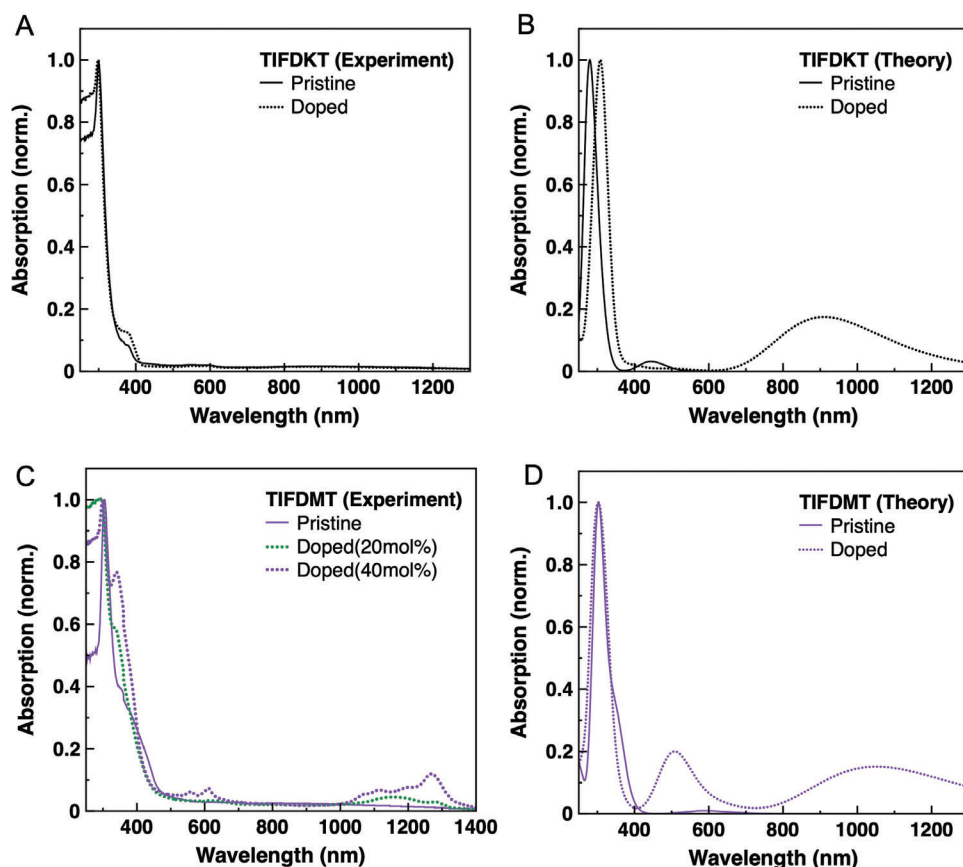 A
TIFDKT (Experiment)
Pristine
Doped
Absorption (norm.)
1.0
0.8
0.6
0.4
0.2
0
400 600 800 1000 1200
Wavelength (nm)
B
TIFDKT (Theory)
Pristine
Doped
Absorption (norm.)
1.0
0.8
0.6
0.4
0.2
0
400 600 800 1000 1200
Wavelength (nm)
C
TIFDMT (Experiment)
Pristine
Doped(20mol%)
Doped(40mol%)
Absorption (norm.)
1.0
0.8
0.6
0.4
0.2
0
400 600 800 1000 1200 1400
Wavelength (nm)
D
TIFDMT (Theory)
Pristine
Doped
Absorption (norm.)
1.0
0.8
0.6
0.4
0.2
0
400 600 800 1000 1200
Wavelength (nm)